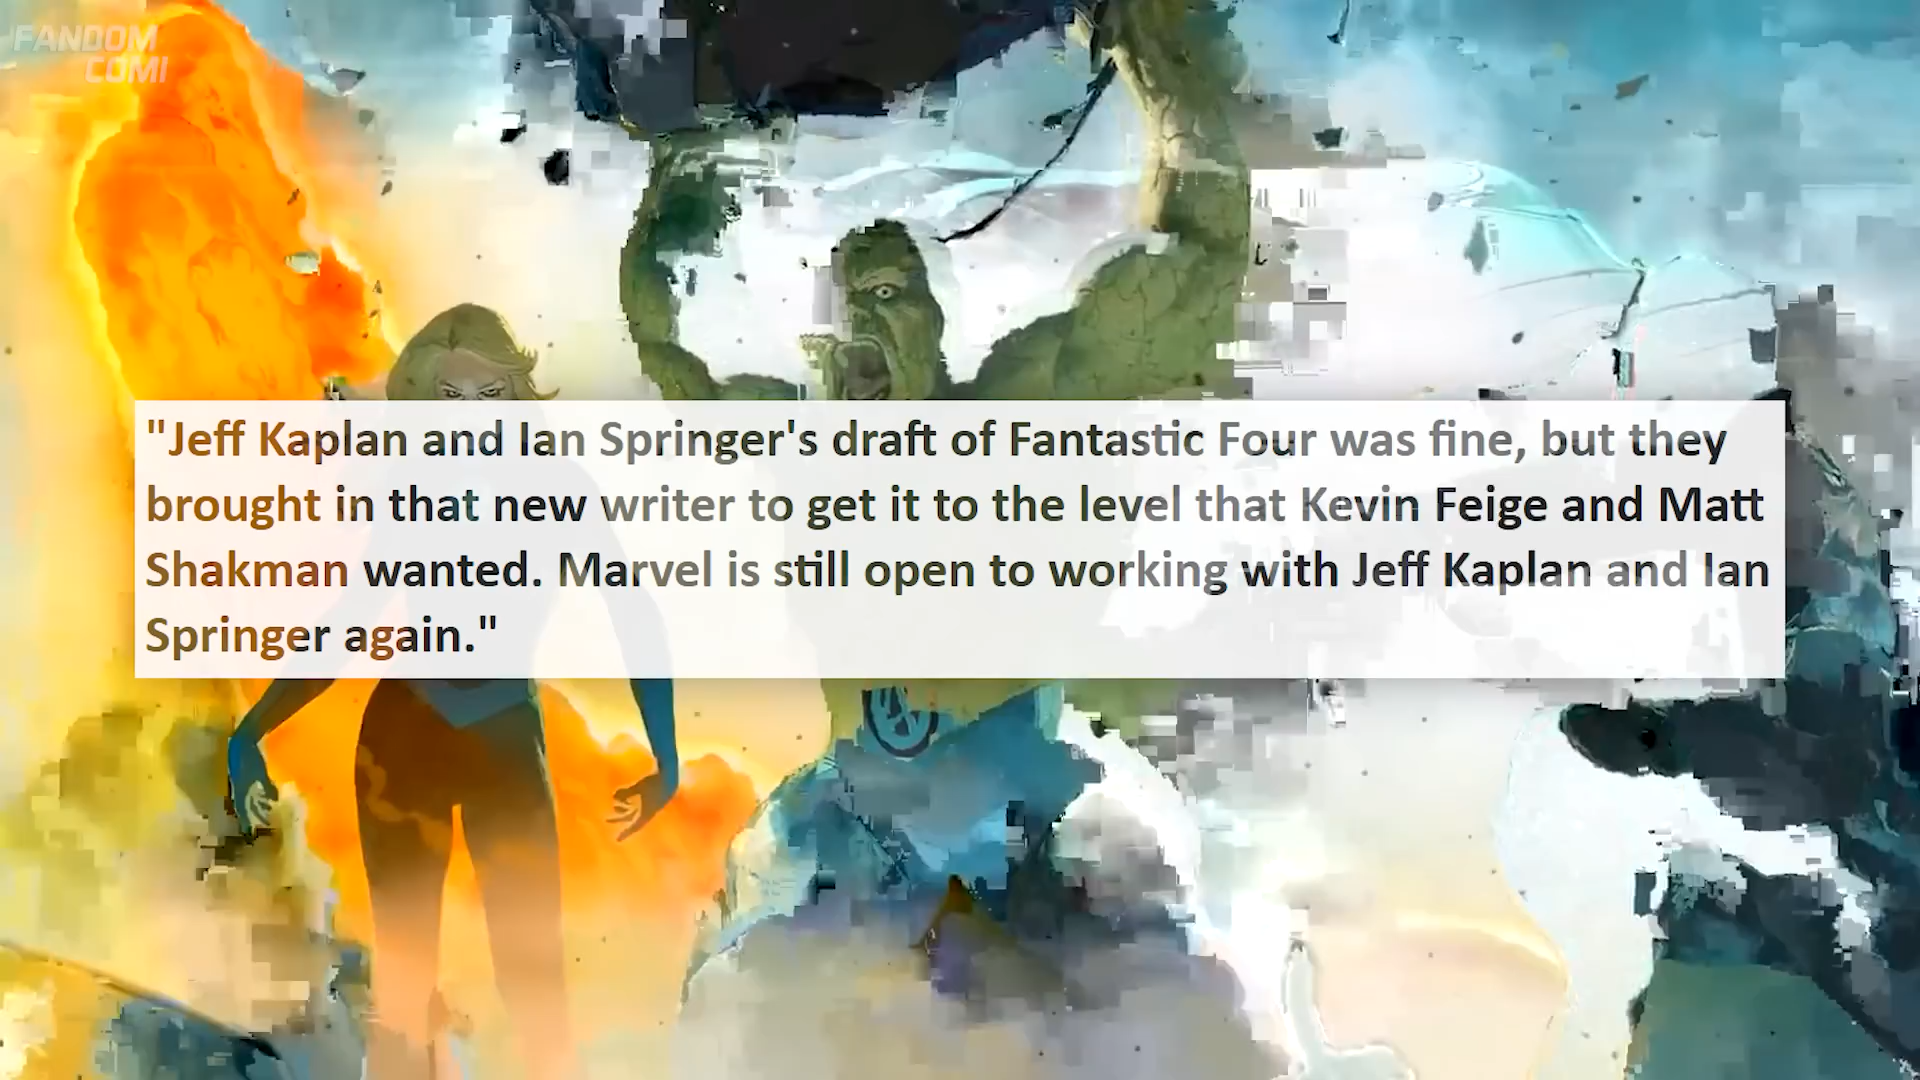 FANDOM
COMI
"Jeff Kaplan and Ian Springer's draft of Fantastic Four was fine, but they
brought in that new writer to get it to the level that Kevin Feige and Matt
Shakman wanted. Marvel is still open to working with Jeff Kaplan and Ian
Springer again."